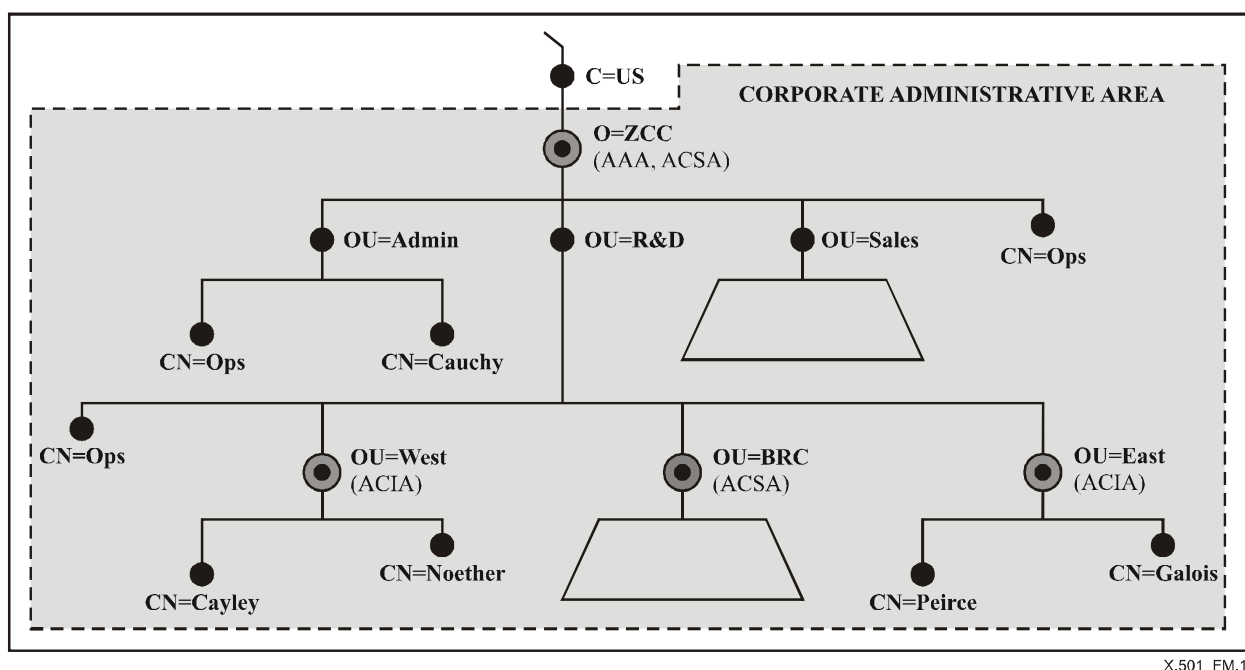 C=US
CORPORATE ADMINISTRATIVE AREA
O=ZCC
(AAA, ACSA)
OU=Admin
OU=R&D
OU=Sales
CN=Ops
CN=Ops
CN=Cauchy
CN=Ops
OU=West
(ACIA)
OU=BRC
(ACSA)
OU=East
(ACIA)
CN=Cayley
CN=Noether
CN=Peirce
CN=Galois
X.501_FM.1